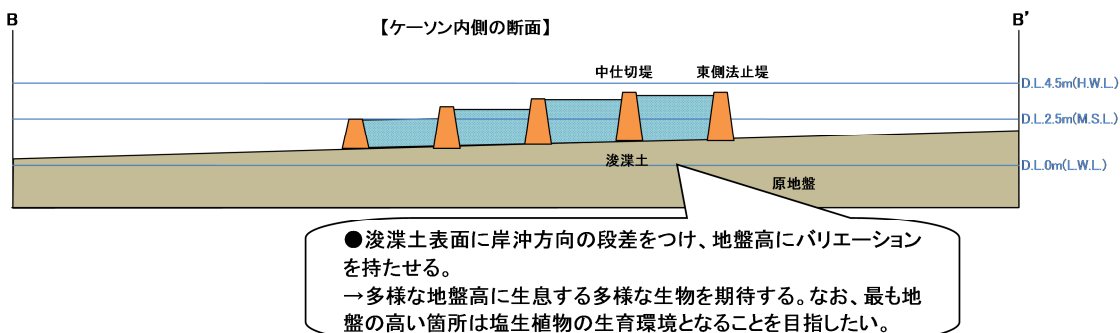 B
B'
【ケーソン内側の断面】
中仕切堤
東側法止堤
D.L.4.5m(H.W.L.)
D.L.2.5m(M.S.L.)
浚渫土
D.L.0m(L.W.L.)
原地盤
●浚渫土表面に岸沖方向の段差をつけ、地盤高にバリエーション
を持たせる。
→多様な地盤高に生息する多様な生物を期待する。なお、最も地
盤の高い箇所は塩生植物の生育環境となることを目指したい。